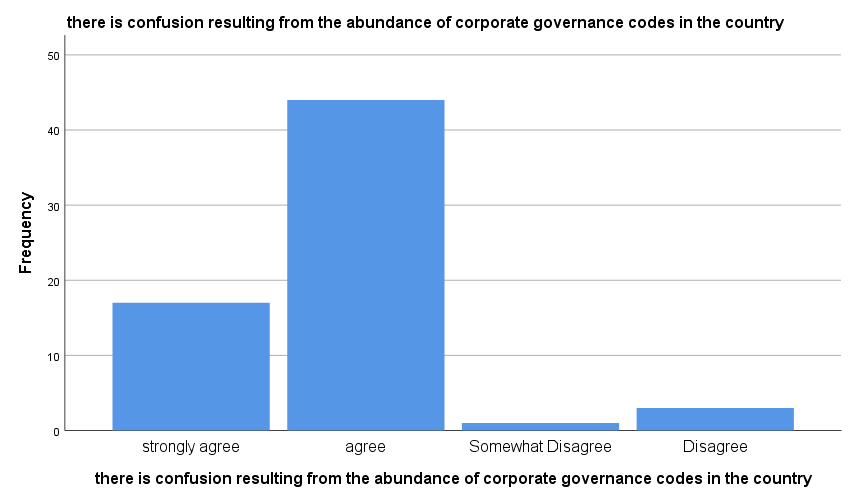 there is confusion resulting from the abundance of corporate governance codes in the country
50
40
30
20
10
0
Frequency
strongly agree
agree
Somewhat Disagree
Disagree
there is confusion resulting from the abundance of corporate governance codes in the country